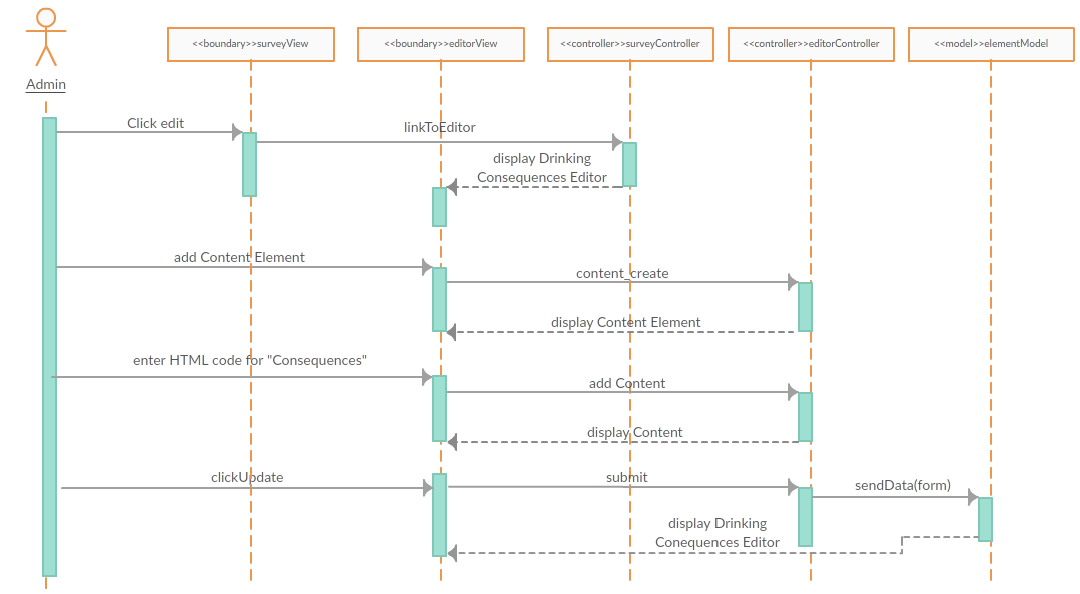 <<boundary>>surveyView
<<boundary>>editorView
<<controller>>surveyController
<<controller>>editorController
<<model>>elementModel
Admin
Click edit
linkToEditor
display Drinking
Consequences Editor
add Content Element
content_create
display Content Element
enter HTML code for "Consequences"
add Content
display Content
clickUpdate
submit
sendData(form)
display Drinking
Conequences Editor